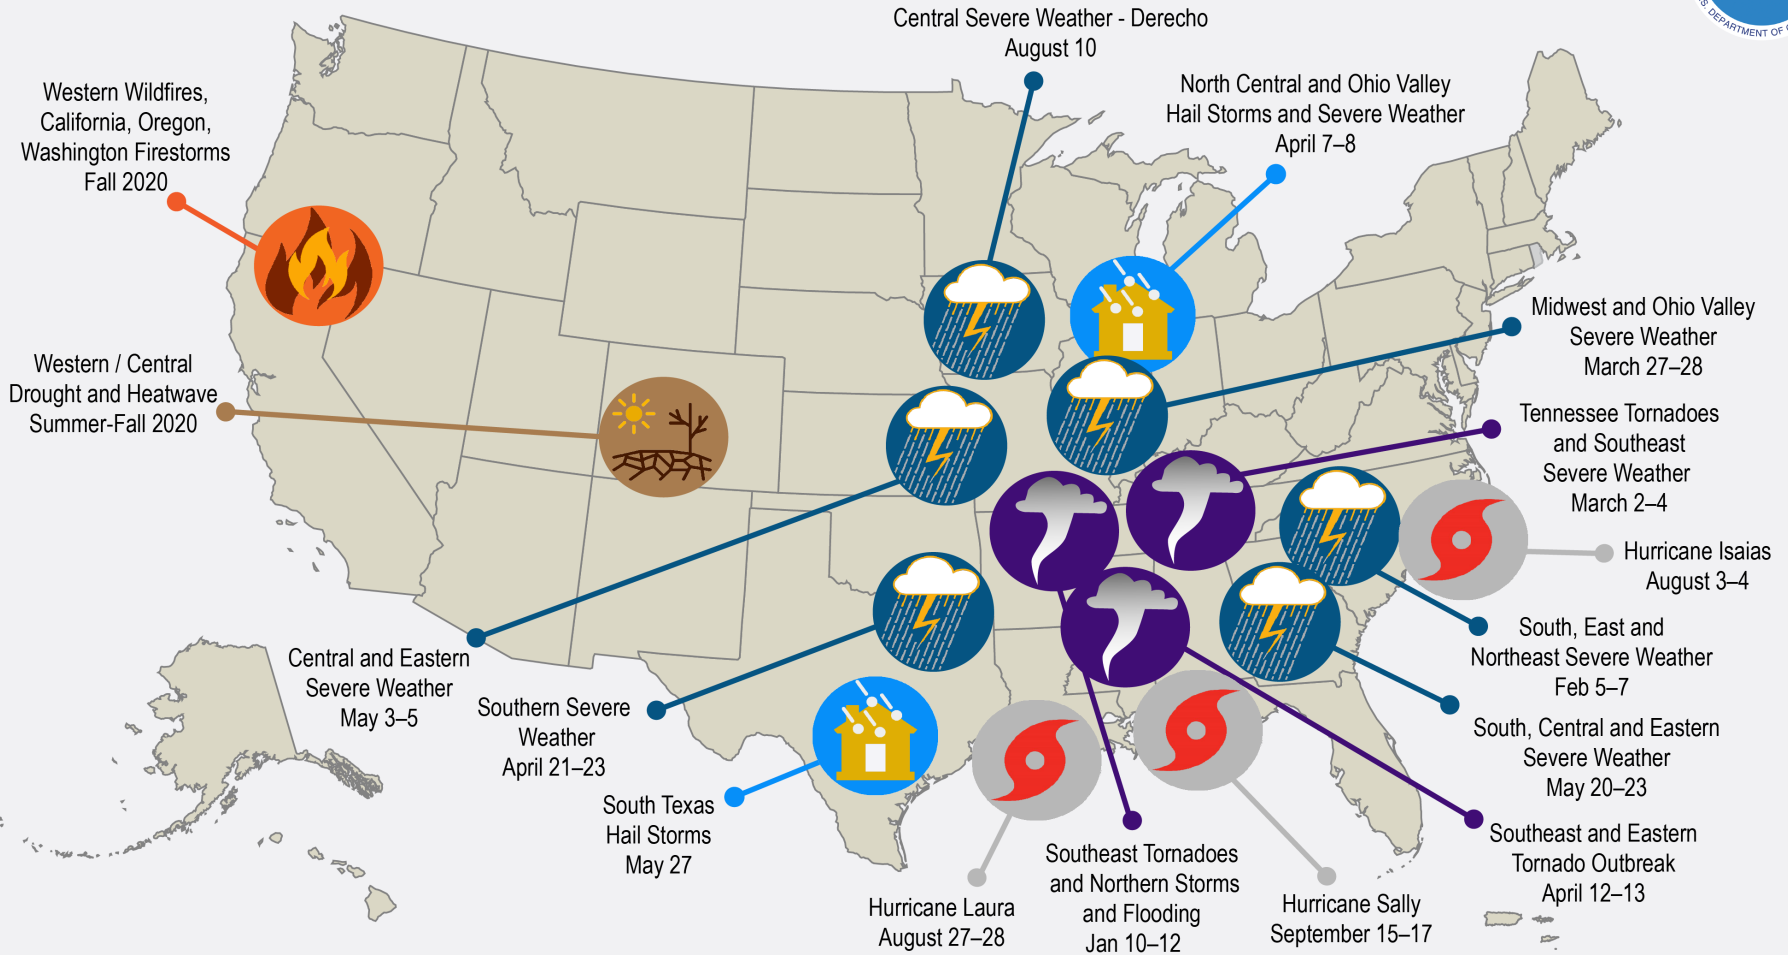 Central Severe Weather - Derecho
August 10
S. DEPARTMENT OF
North Central and Ohio Valley
Hail Storms and Severe Weather
April 7–8
Western Wildfires,
California, Oregon,
Washington Firestorms
Fall 2020
Midwest and Ohio Valley
Severe Weather
March 27–28
Western / Central
Drought and Heatwave
Summer-Fall 2020
Tennessee Tornadoes
and Southeast
Severe Weather
March 2–4
Hurricane Isaias
August 3–4
South, East and
Northeast Severe Weather
Feb 5–7
Central and Eastern
Severe Weather
May 3–5
Southern Severe
Weather
April 21–23
South, Central and Eastern
Severe Weather
May 20–23
South Texas
Hail Storms
May 27
Southeast and Eastern
Tornado Outbreak
April 12–13
Hurricane Laura
August 27–28
Southeast Tornadoes
and Northern Storms
and Flooding
Jan 10–12
Hurricane Sally
September 15–17